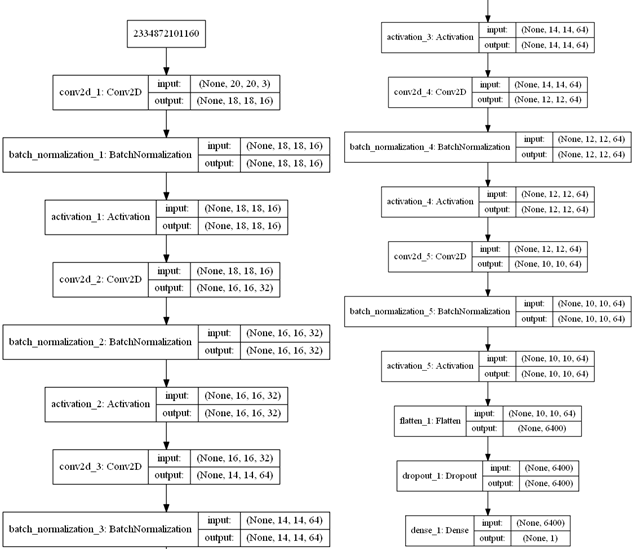 2334872101160
conv2d_1: Conv2D
input: (None, 20, 20, 3)
output: (None, 18, 18, 16)
batch_normalization_1: BatchNormalization
input: (None, 18, 18, 16)
output: (None, 18, 18, 16)
activation_1: Activation
input: (None, 18, 18, 16)
output: (None, 18, 18, 16)
conv2d_2: Conv2D
input: (None, 18, 18, 16)
output: (None, 16, 16, 32)
batch_normalization_2: BatchNormalization
input: (None, 16, 16, 32)
output: (None, 16, 16, 32)
activation_2: Activation
input: (None, 16, 16, 32)
output: (None, 16, 16, 32)
conv2d_3: Conv2D
input: (None, 16, 16, 32)
output: (None, 14, 14, 64)
batch_normalization_3: BatchNormalization
input: (None, 14, 14, 64)
output: (None, 14, 14, 64)
activation_3: Activation
input: (None, 14, 14, 64)
output: (None, 14, 14, 64)
conv2d_4: Conv2D
input: (None, 14, 14, 64)
output: (None, 12, 12, 64)
batch_normalization_4: BatchNormalization
input: (None, 12, 12, 64)
output: (None, 12, 12, 64)
activation_4: Activation
input: (None, 12, 12, 64)
output: (None, 12, 12, 64)
conv2d_5: Conv2D
input: (None, 12, 12, 64)
output: (None, 10, 10, 64)
batch_normalization_5: BatchNormalization
input: (None, 10, 10, 64)
output: (None, 10, 10, 64)
activation_5: Activation
input: (None, 10, 10, 64)
output: (None, 10, 10, 64)
flatten_1: Flatten
input: (None, 10, 10, 64)
output: (None, 6400)
dropout_1: Dropout
input: (None, 6400)
output: (None, 6400)
dense_1: Dense
input: (None, 6400)
output: (None, 1)